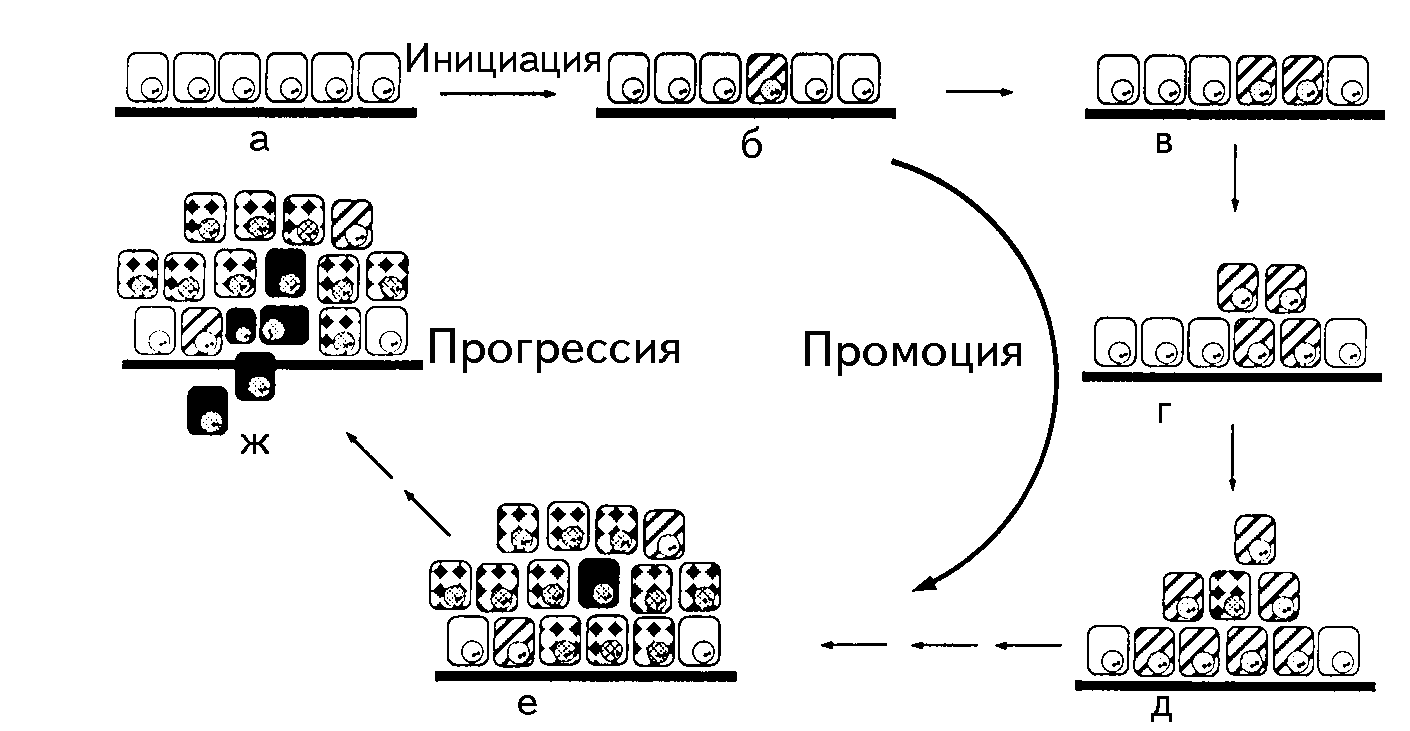 Инициация
а
б
в
Прогрессия
Промоция
г
ж
е
д